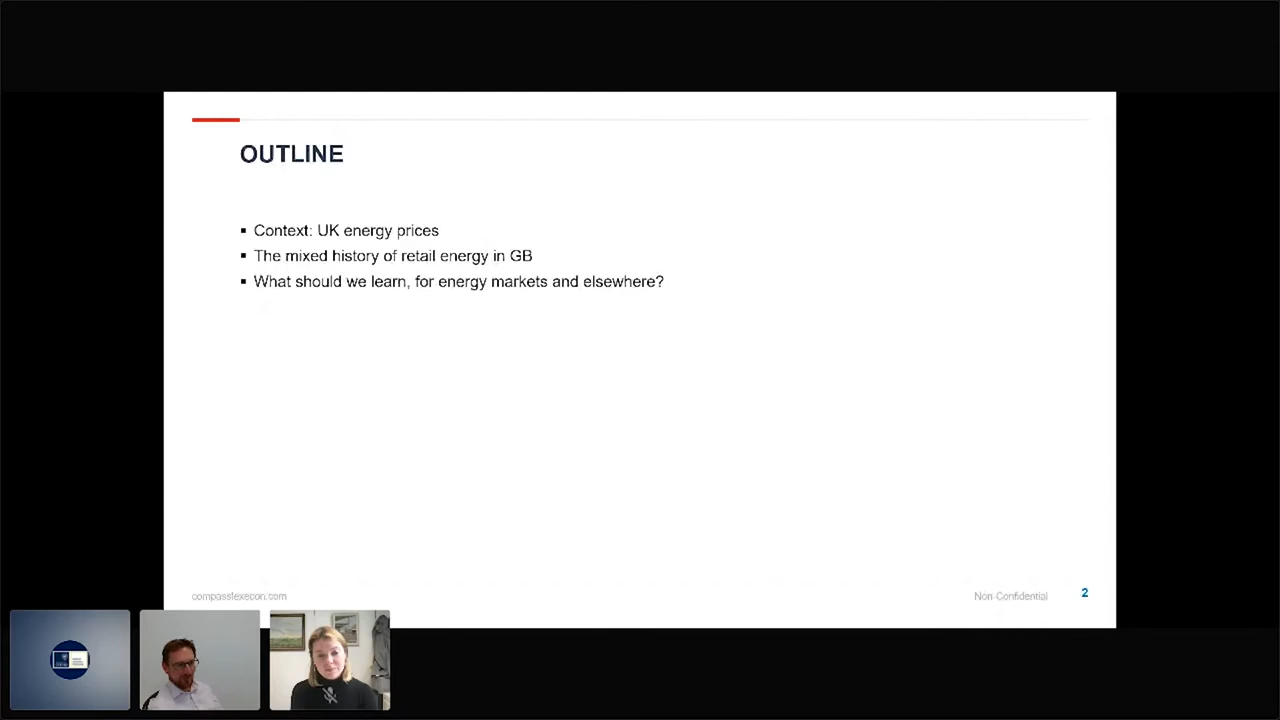 OUTLINE
▪ Context: UK energy prices
▪ The mixed history of retail energy in GB
▪ What should we learn, for energy markets and elsewhere?
compasslexecon.com
Non-Confidential
2